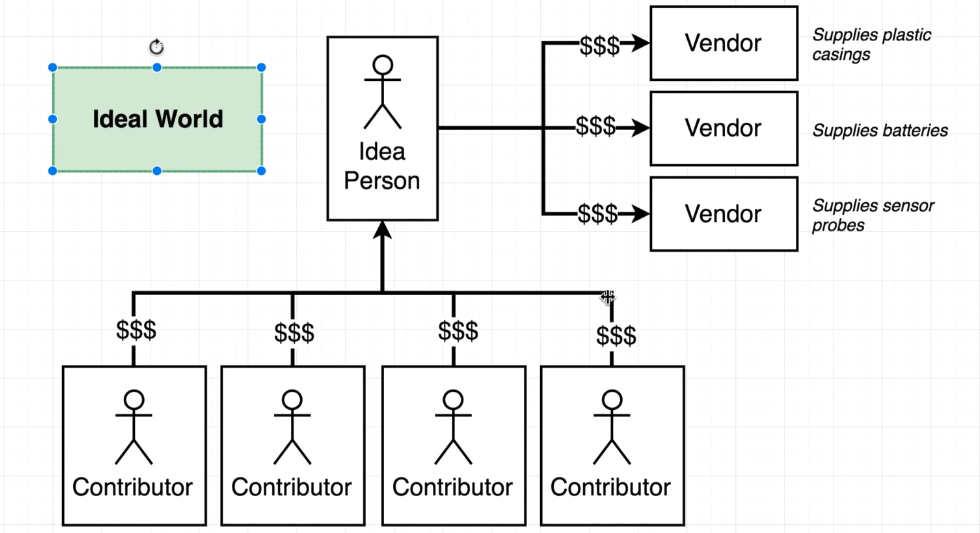 Ideal World
Idea
Person
$$$
Vendor
Supplies plastic
casings
$$$
Vendor
Supplies batteries
$$$
Vendor
Supplies sensor
probes
$$$
$$$
$$$
$$$
Contributor
Contributor
Contributor
Contributor